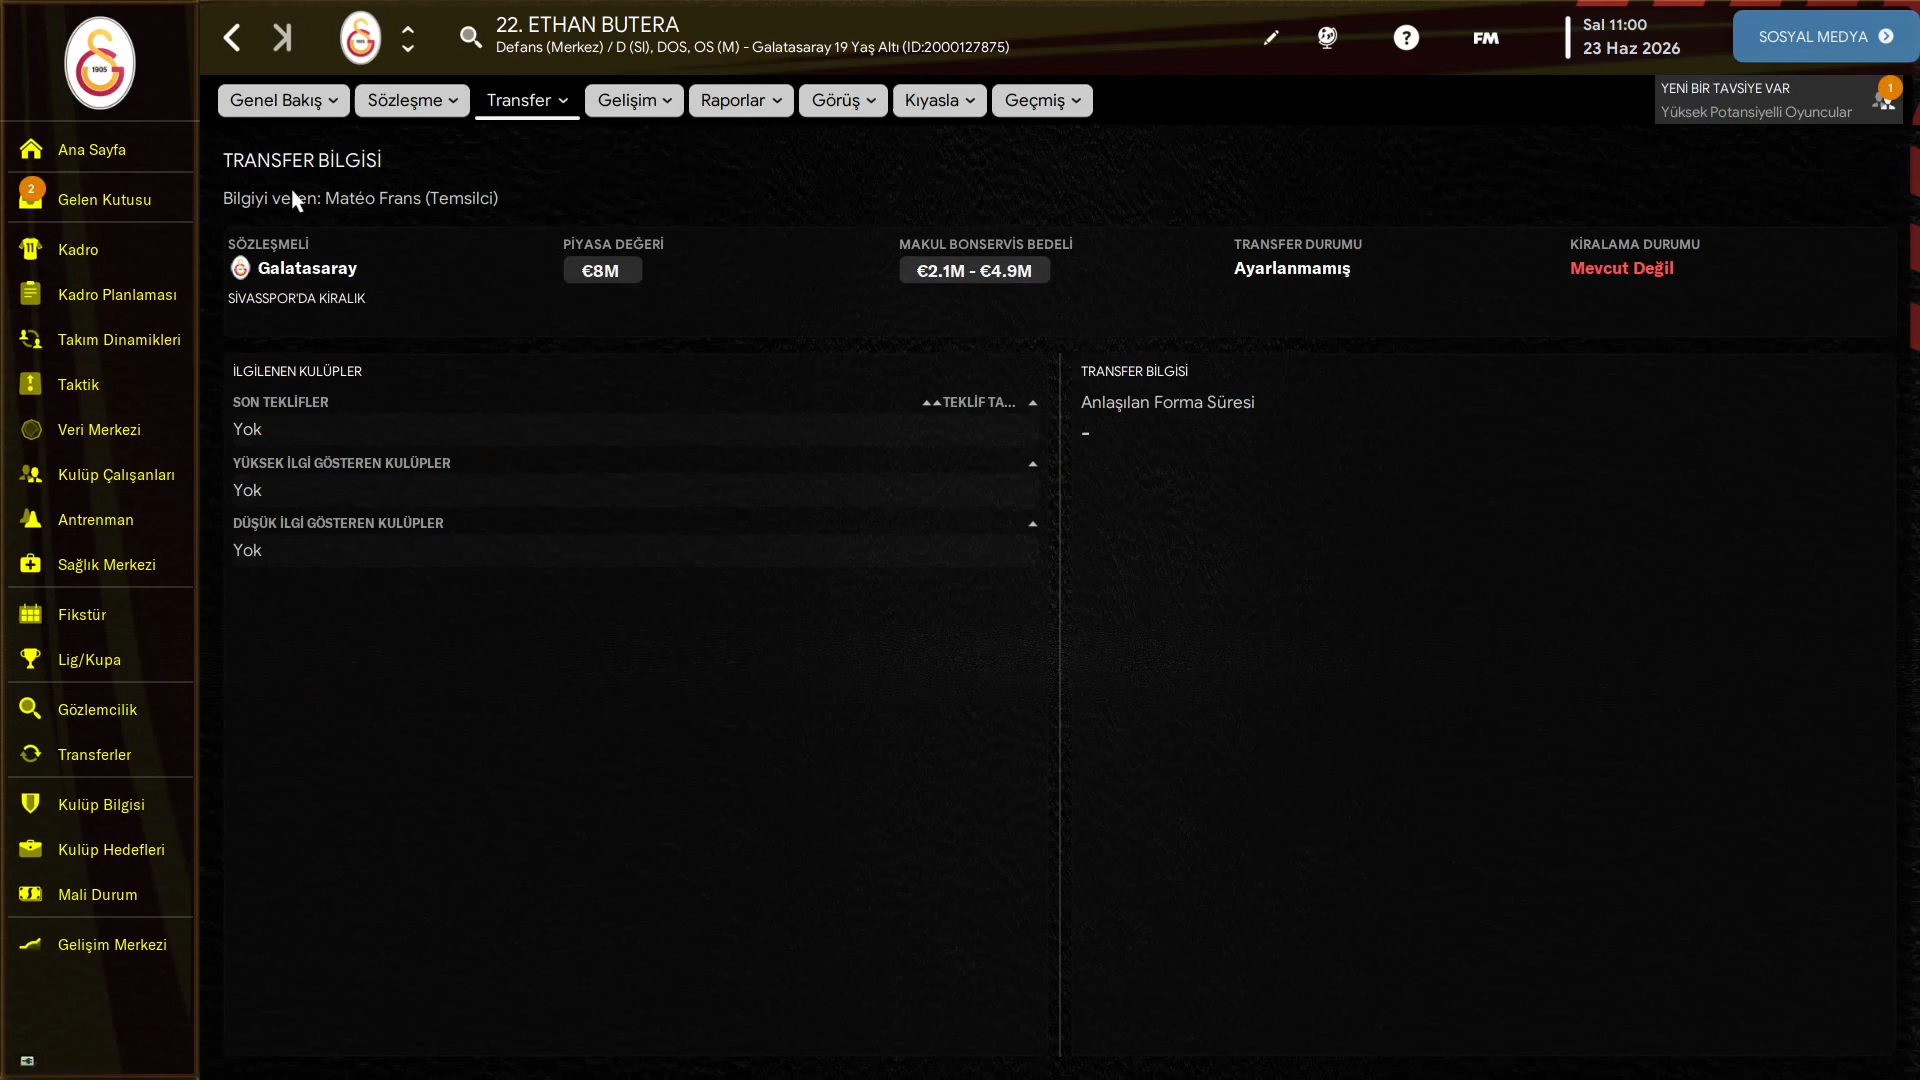 1905
22. ETHAN BUTERA
Defans (Merkez) / D (Sl), DOS, OS (M) - Galatasaray 19 Yaş Altı (ID:2000127875)
FM
Sal 11:00
23 Haz 2026
SOSYAL MEDYA
Genel Bakış
Sözleşme
Transfer
Gelişim
Raporlar
Görüş
Kıyasla
Geçmiş
YENİ BİR TAVSİYE VAR
1
Yüksek Potansiyelli Oyuncular
Ana Sayfa
2
Gelen Kutusu
Kadro
Kadro Planlaması
Takım Dinamikleri
Taktik
Veri Merkezi
Kulüp Çalışanları
Antrenman
Sağlık Merkezi
Fikstür
Lig/Kupa
Gözlemcilik
Transferler
Kulüp Bilgisi
Kulüp Hedefleri
Mali Durum
Gelişim Merkezi
TRANSFER BİLGİSİ
Bilgiyi veren: Matéo Frans (Temsilci)
SÖZLEŞMELİ
Galatasaray
SİVASSPOR'DA KİRALIK
PİYASA DEĞERİ
€8M
MAKUL BONSERVİS BEDELİ
€2.1M - €4.9M
TRANSFER DURUMU
Ayarlanmamış
KİRALAMA DURUMU
Mevcut Değil
İLGİLENEN KULÜPLER
SON TEKLİFLER
TEKLİF TA...
Yok
YÜKSEK İLGİ GÖSTEREN KULÜPLER
Yok
DÜŞÜK İLGİ GÖSTEREN KULÜPLER
Yok
TRANSFER BİLGİSİ
Anlaşılan Forma Süresi
-